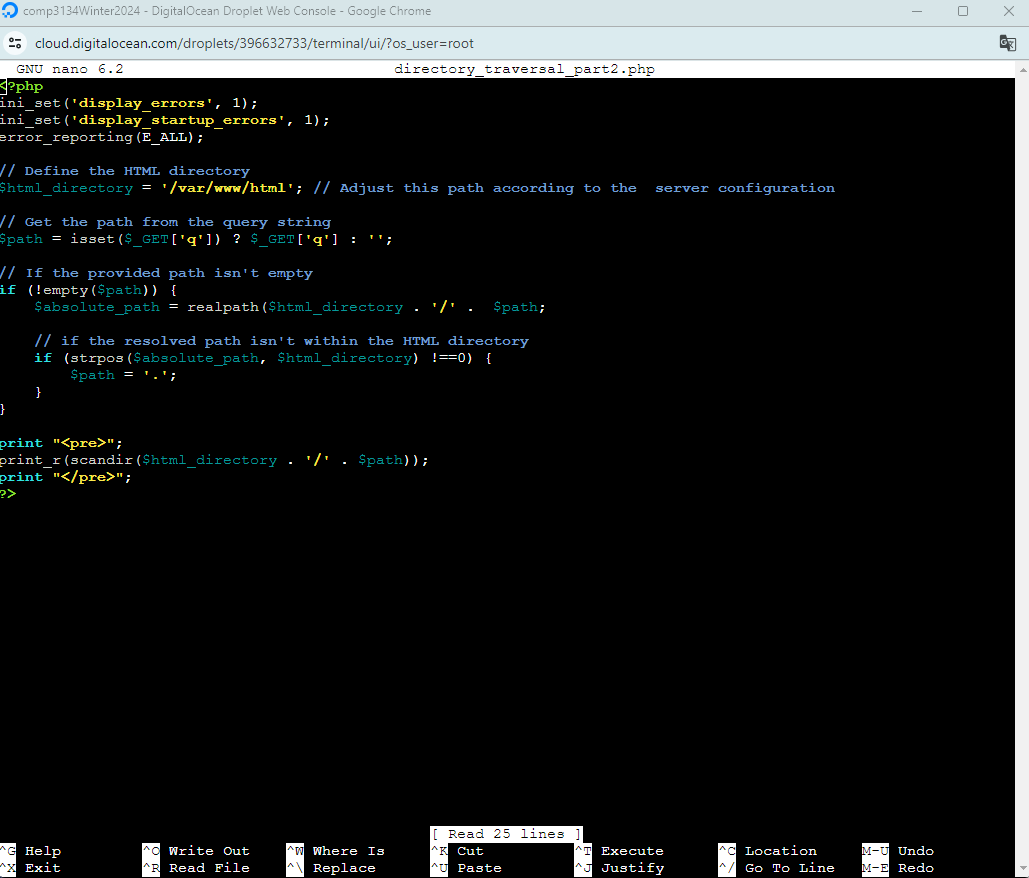 comp3134Winter2024 - DigitalOcean Droplet Web Console - Google Chrome
cloud.digitalocean.com/droplets/396632733/terminal/ui/?os_user=root
GNU nano 6.2 directory_traversal_part2.php
<?php
ini_set('display_errors', 1);
ini_set('display_startup_errors', 1);
error_reporting(E_ALL);
// Define the HTML directory
$html_directory = '/var/www/html'; // Adjust this path according to the  server configuration
// Get the path from the query string
$path = isset($_GET['q']) ? $_GET['q'] : '';
// If the provided path isn't empty
if (!empty($path)) {
    $absolute_path = realpath($html_directory . '/' .  $path;
    // if the resolved path isn't within the HTML directory
    if (strpos($absolute_path, $html_directory) !==0) {
        $path = '.';
    }
}
print "<pre>";
print_r(scandir($html_directory . '/' . $path));
print "</pre>";
?>
[ Read 25 lines ]
^G Help ^O Write Out ^W Where Is ^K Cut ^T Execute ^C Location M-U Undo
^X Exit ^R Read File ^\ Replace ^U Paste ^J Justify ^/ Go To Line M-E Redo